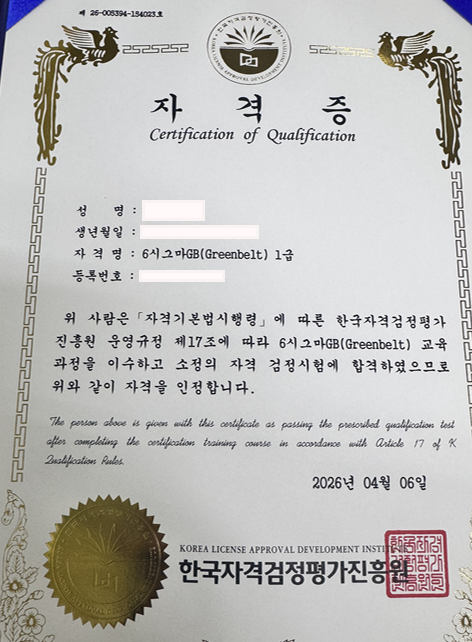 제 26-005394-184023호
KOREA LICENSE APPROVAL DEVELOPMENT INSTITUTE
자 격 증
Certification of Qualification
성 명 :
생년월일 :
자 격 명 : 6시그마GB(Greenbelt) 1급
등록번호 :
위 사람은「자격기본법시행령」에 따른 한국자격검정평가
진흥원 운영규정 제17조에 따라 6시그마GB(Greenbelt) 교육
과정을 이수하고 소정의 자격 검정시험에 합격하였으므로
위와 같이 자격을 인정합니다.
The person above is given with this certificate as passing the prescribed qualification test
after completing the certification training course in accordance with Article 17 of K
Qualification Rules.
2026년 04월 06일
KOREA LICENSE APPROVAL DEVELOPMENT INSTITUTE
한국자격검정평가진흥원